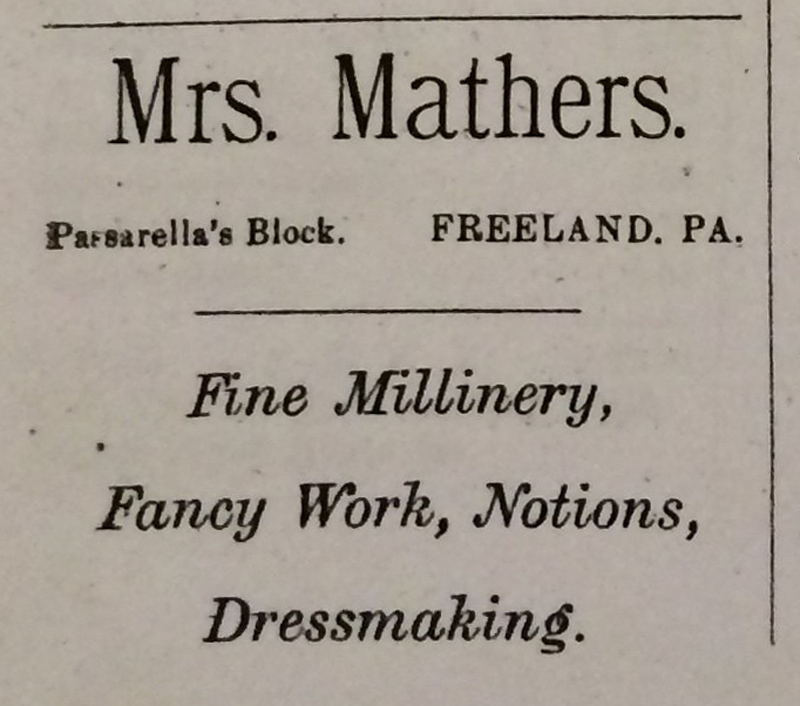 Mrs. Mathers.
Passarella's Block. FREELAND. PA.
Fine Millinery,
Fancy Work, Notions,
Dressmaking.